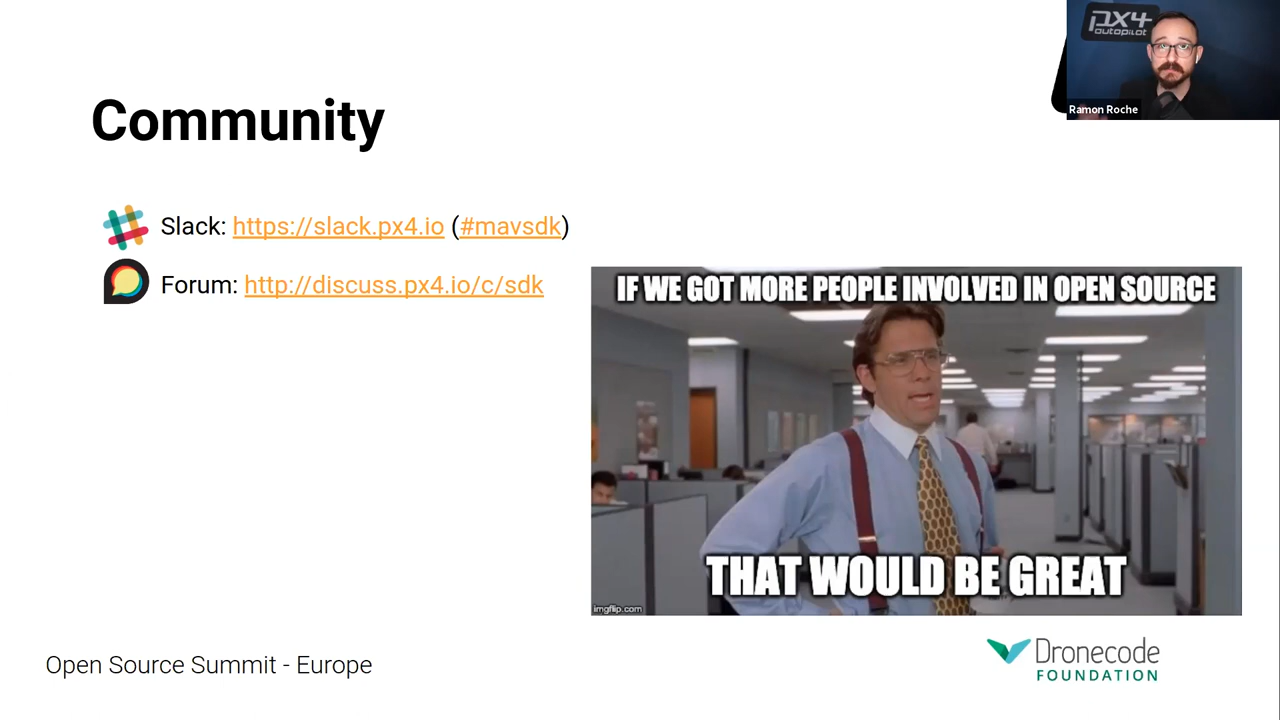 px4
autopilot
Ramon Roche
Community
Slack: https://slack.px4.io (#mavsdk)
Forum: http://discuss.px4.io/c/sdk
IF WE GOT MORE PEOPLE INVOLVED IN OPEN SOURCE
THAT WOULD BE GREAT
imgflip.com
Open Source Summit - Europe
Dronecode
FOUNDATION